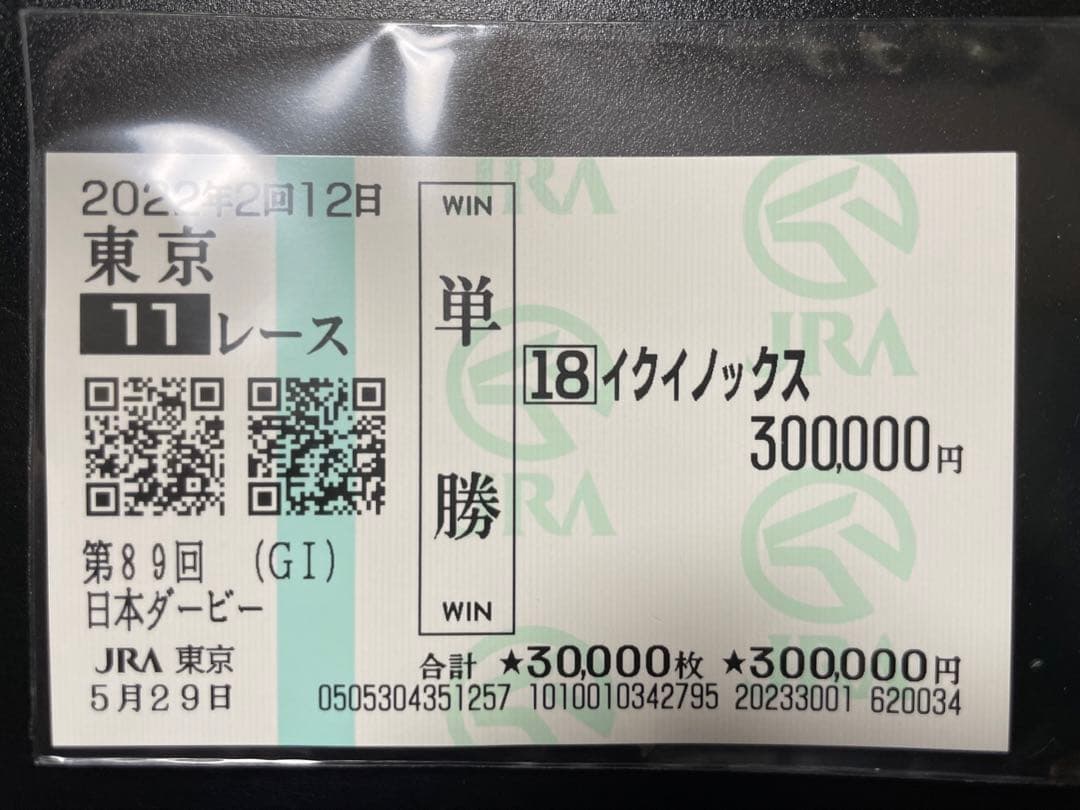 2022年2回12日
東京
11レース
第89回 (GI)
日本ダービー
JRA 東京
5月29日
WIN
単勝
WIN
18 イクイノックス
300,000円
合計 ★30,000枚 ★300,000円
0505304351257 1010010342795 20233001 620034
JRA
JRA
JRA
JRA